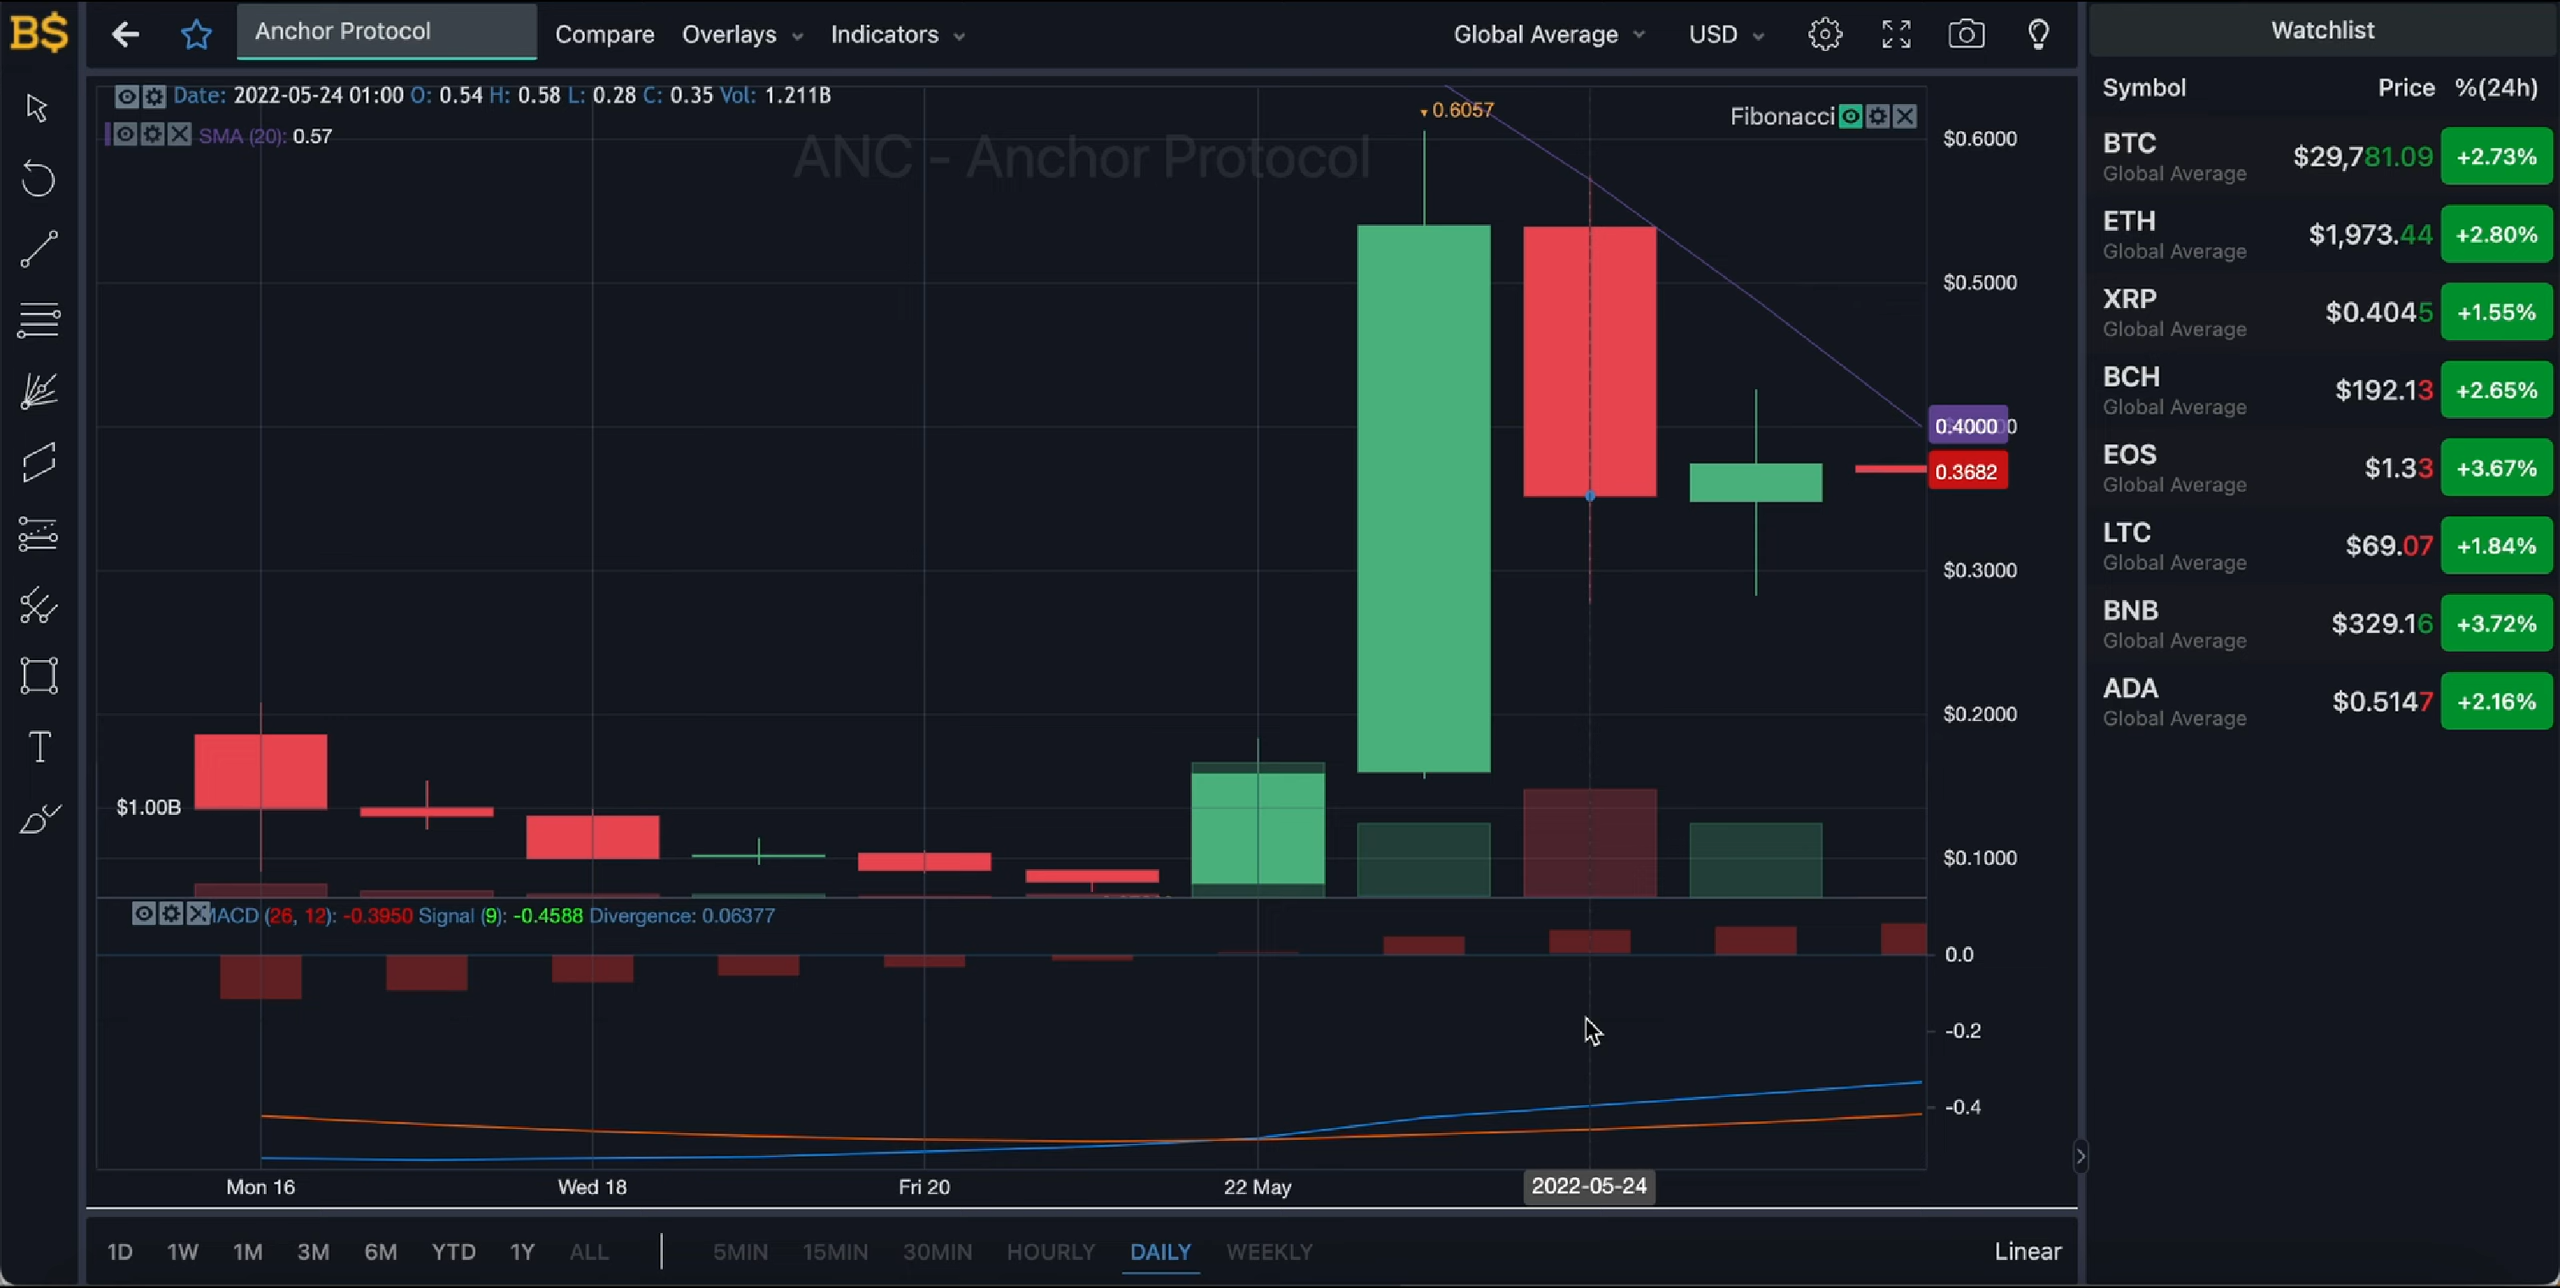 B$
Anchor Protocol
Compare
Overlays
Indicators
Global Average
USD
Date: 2022-05-24 01:00 O: 0.54 H: 0.58 L: 0.28 C: 0.35 Vol: 1.211B
SMA (20): 0.57
ANC - Anchor Protocol
0.6057
Fibonacci
$0.6000
$0.5000
0.4000
0.3682
$0.3000
$0.2000
$1.00B
$0.1000
MACD (26, 12): -0.3950 Signal (9): -0.4588 Divergence: 0.06377
0.0
-0.2
-0.4
Mon 16
Wed 18
Fri 20
22 May
2022-05-24
1D 1W 1M 3M 6M YTD 1Y ALL
5MIN 15MIN 30MIN HOURLY DAILY WEEKLY
Linear
Watchlist
Symbol Price %(24h)
BTC $29,781.09 +2.73%
Global Average
ETH $1,973.44 +2.80%
Global Average
XRP $0.4045 +1.55%
Global Average
BCH $192.13 +2.65%
Global Average
EOS $1.33 +3.67%
Global Average
LTC $69.07 +1.84%
Global Average
BNB $329.16 +3.72%
Global Average
ADA $0.5147 +2.16%
Global Average